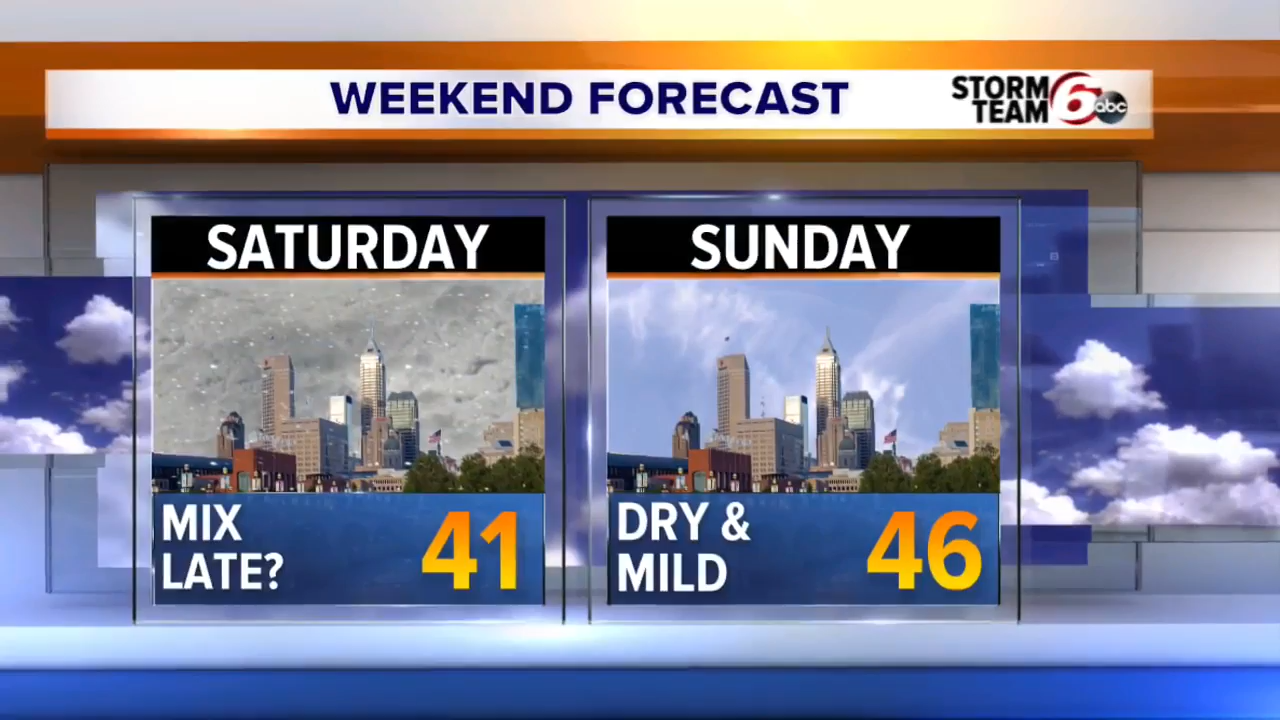 WEEKEND FORECAST
STORM
TEAM
6
abc
SATURDAY
MIX
LATE?
41
SUNDAY
DRY &
MILD
46